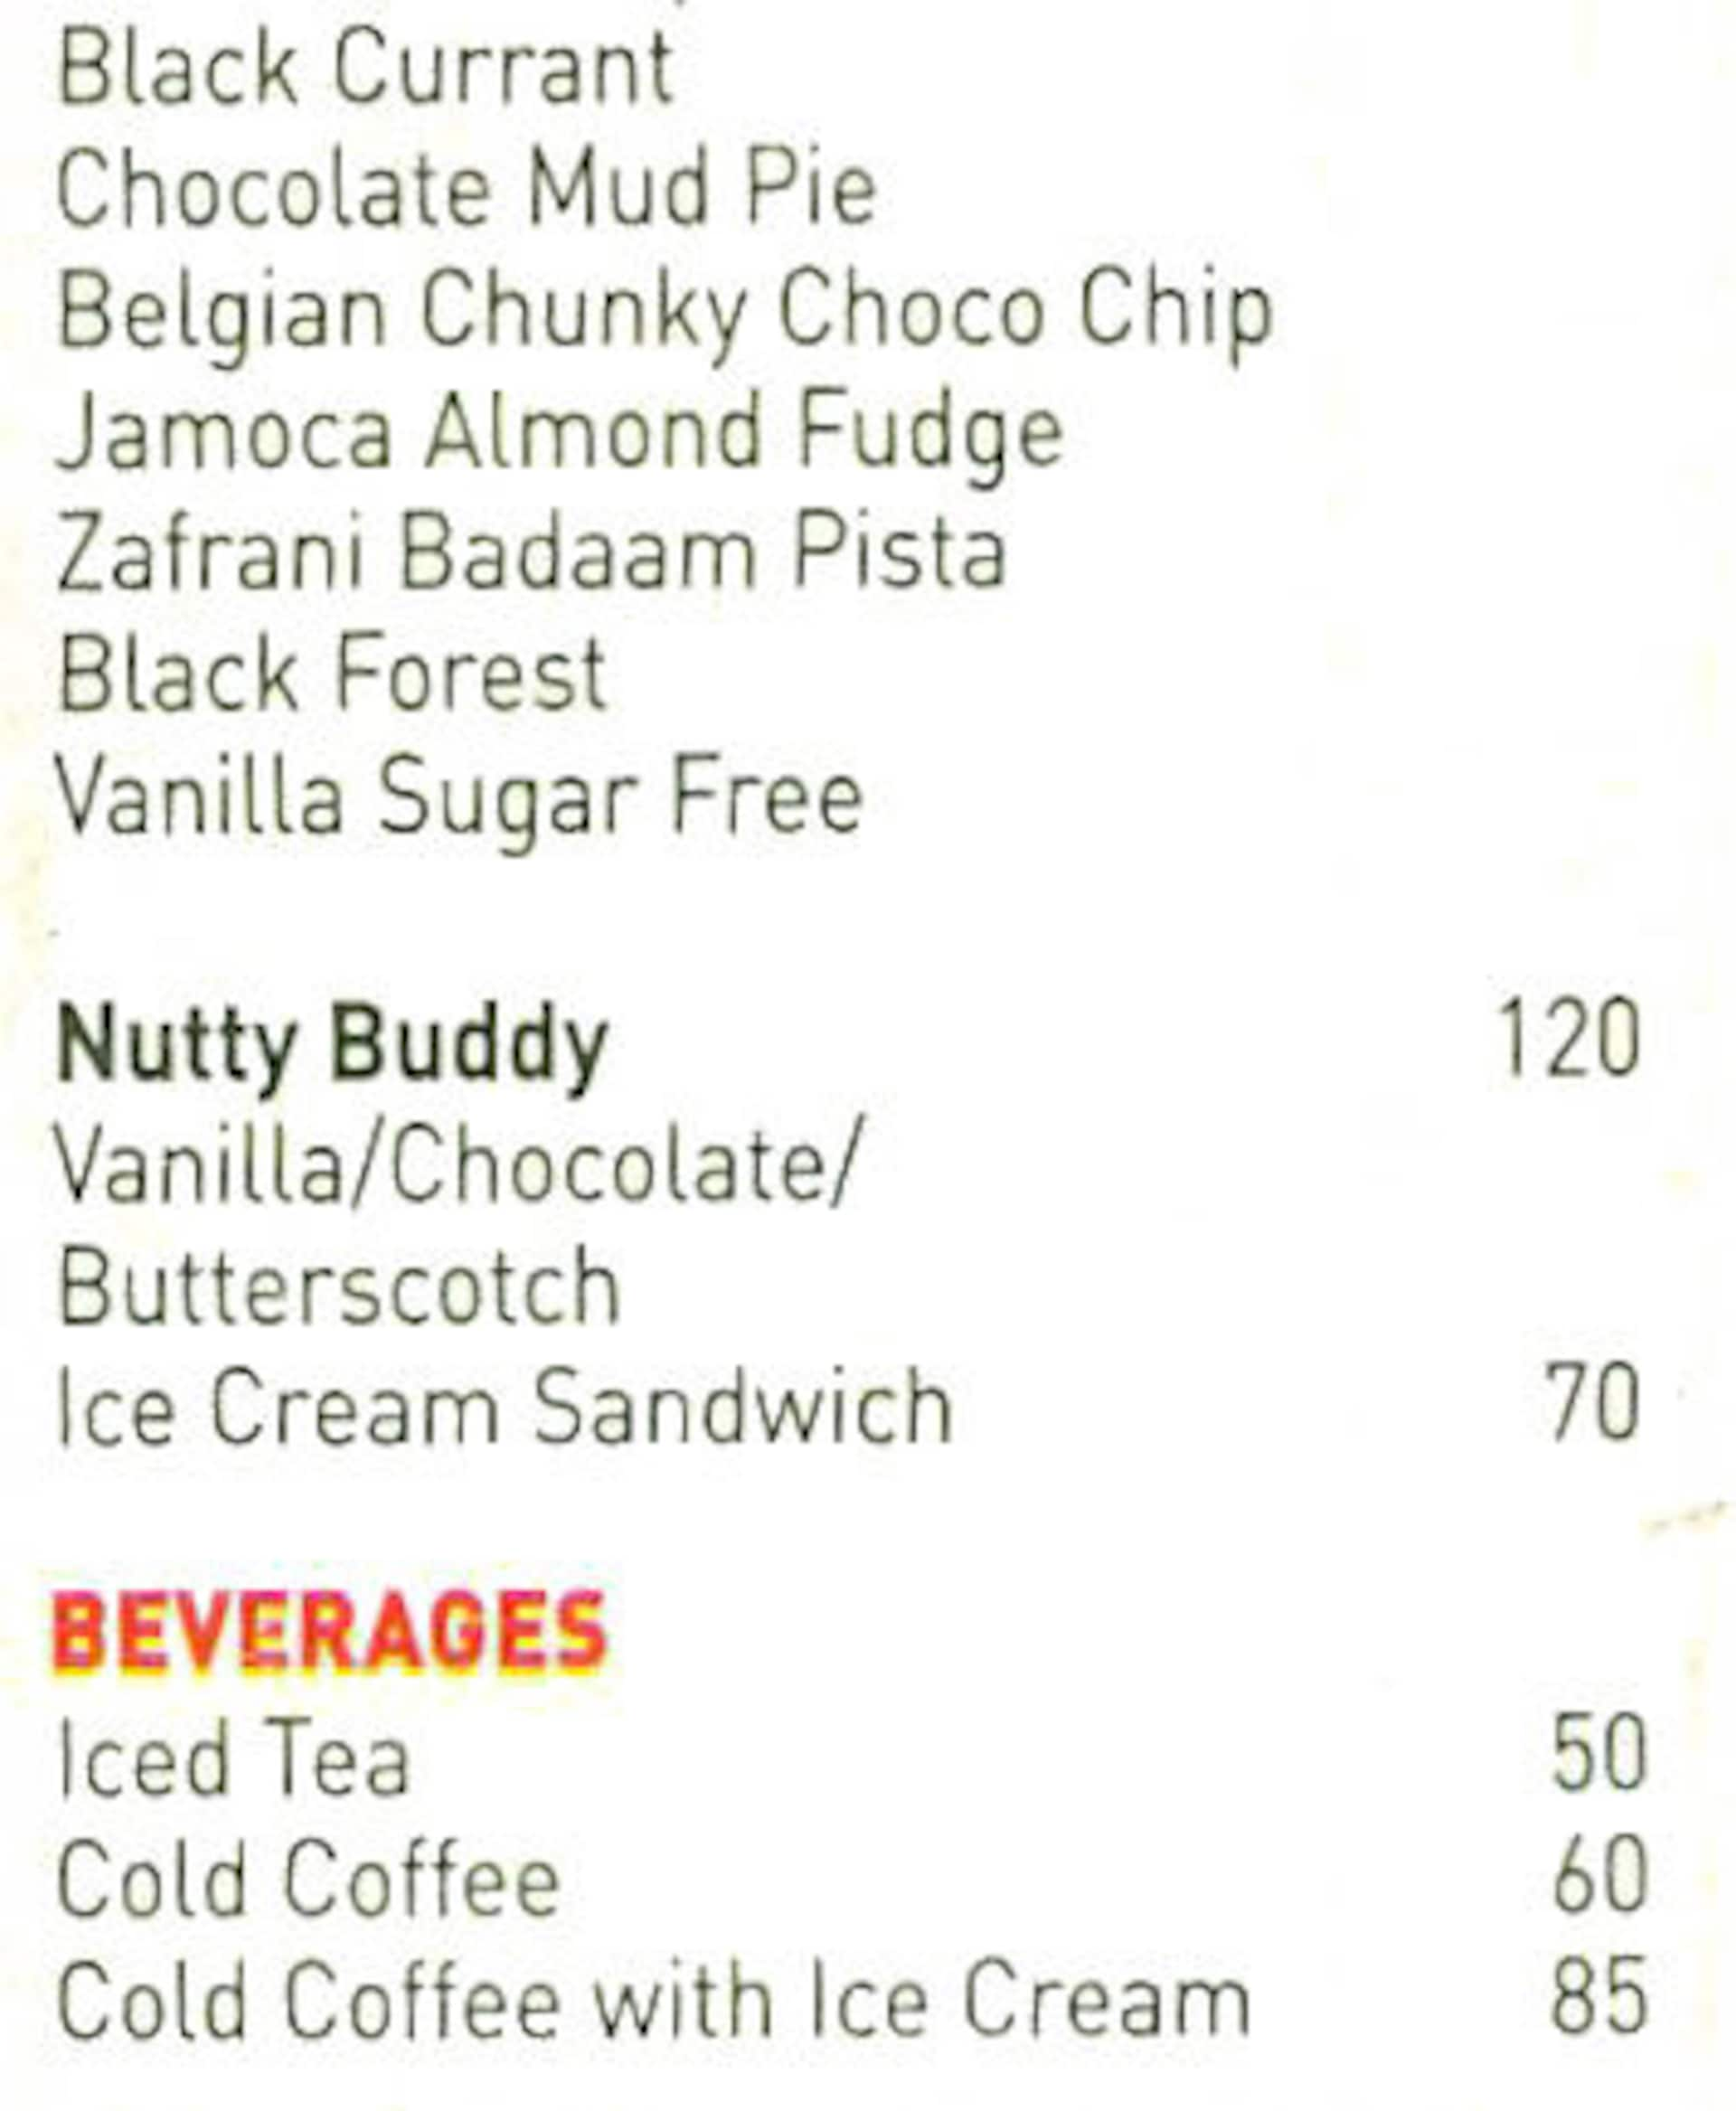 Black Currant
Chocolate Mud Pie
Belgian Chunky Choco Chip
Jamoca Almond Fudge
Zafrani Badaam Pista
Black Forest
Vanilla Sugar Free
Nutty Buddy 120
Vanilla/Chocolate/
Butterscotch
Ice Cream Sandwich 70
BEVERAGES
Iced Tea 50
Cold Coffee 60
Cold Coffee with Ice Cream 85